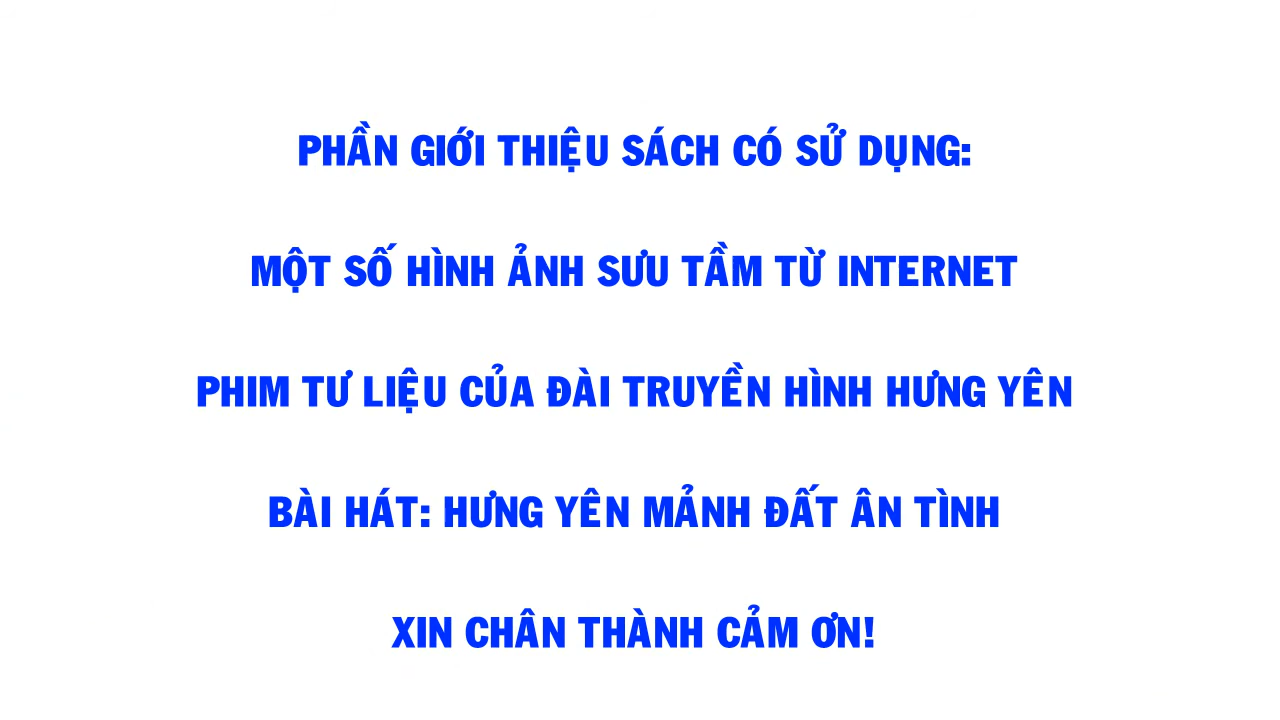 PHẦN GIỚI THIỆU SÁCH CÓ SỬ DỤNG:
MỘT SỐ HÌNH ẢNH SƯU TẦM TỪ INTERNET
PHIM TƯ LIỆU CỦA ĐÀI TRUYỀN HÌNH HƯNG YÊN
BÀI HÁT: HƯNG YÊN MẢNH ĐẤT ÂN TÌNH
XIN CHÂN THÀNH CẢM ƠN!